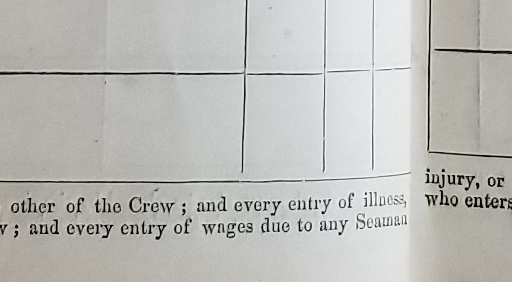 other of the Crew ; and every entry of illness, injury, or
; and every entry of wages due to any Seaman who enters